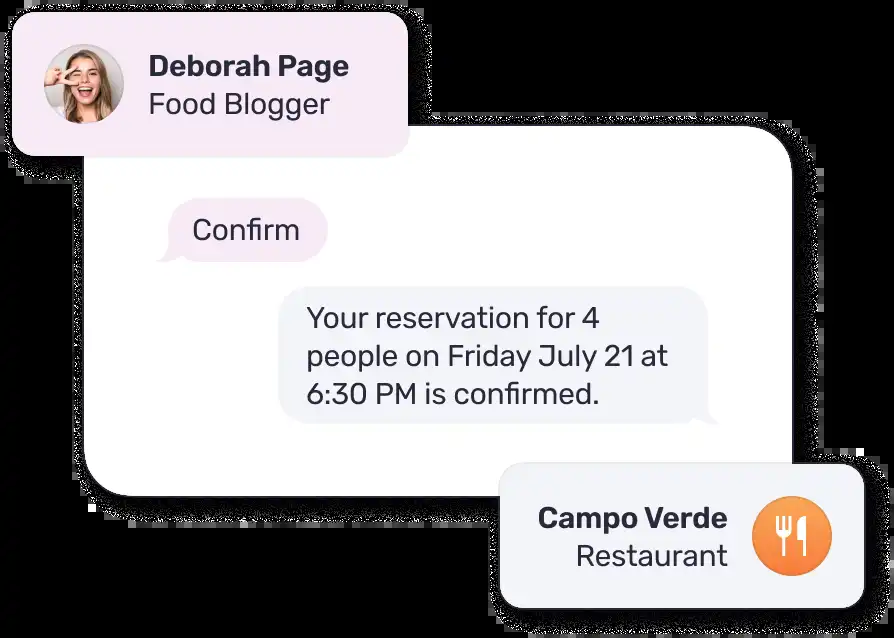 Deborah Page
Food Blogger
Confirm
Your reservation for 4
people on Friday July 21 at
6:30 PM is confirmed.
Campo Verde
Restaurant